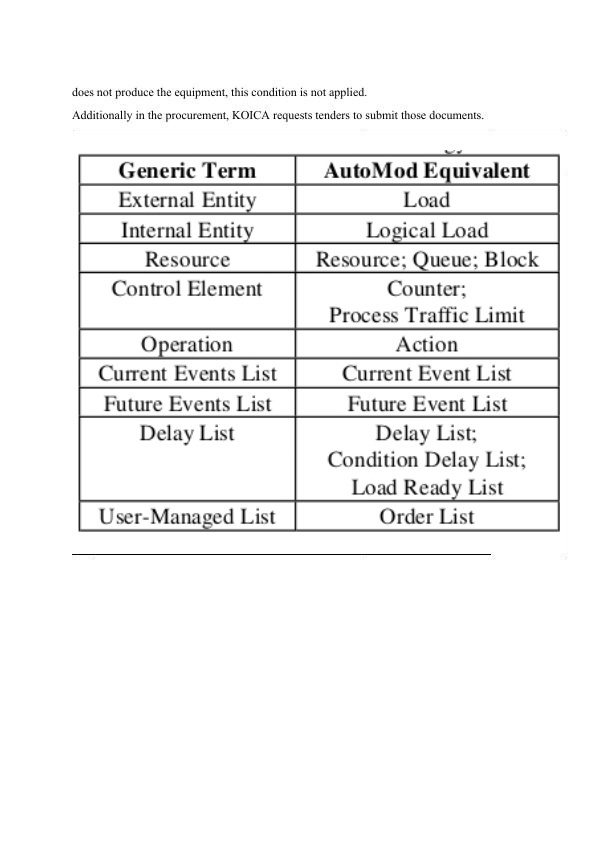 does not produce the equipment, this condition is not applied.
Additionally in the procurement, KOICA requests tenders to submit those documents.
Generic Term AutoMod Equivalent
External Entity Load
Internal Entity Logical Load
Resource Resource; Queue; Block
Control Element Counter;
Process Traffic Limit
Operation Action
Current Events List Current Event List
Future Events List Future Event List
Delay List Delay List;
Condition Delay List;
Load Ready List
User-Managed List Order List